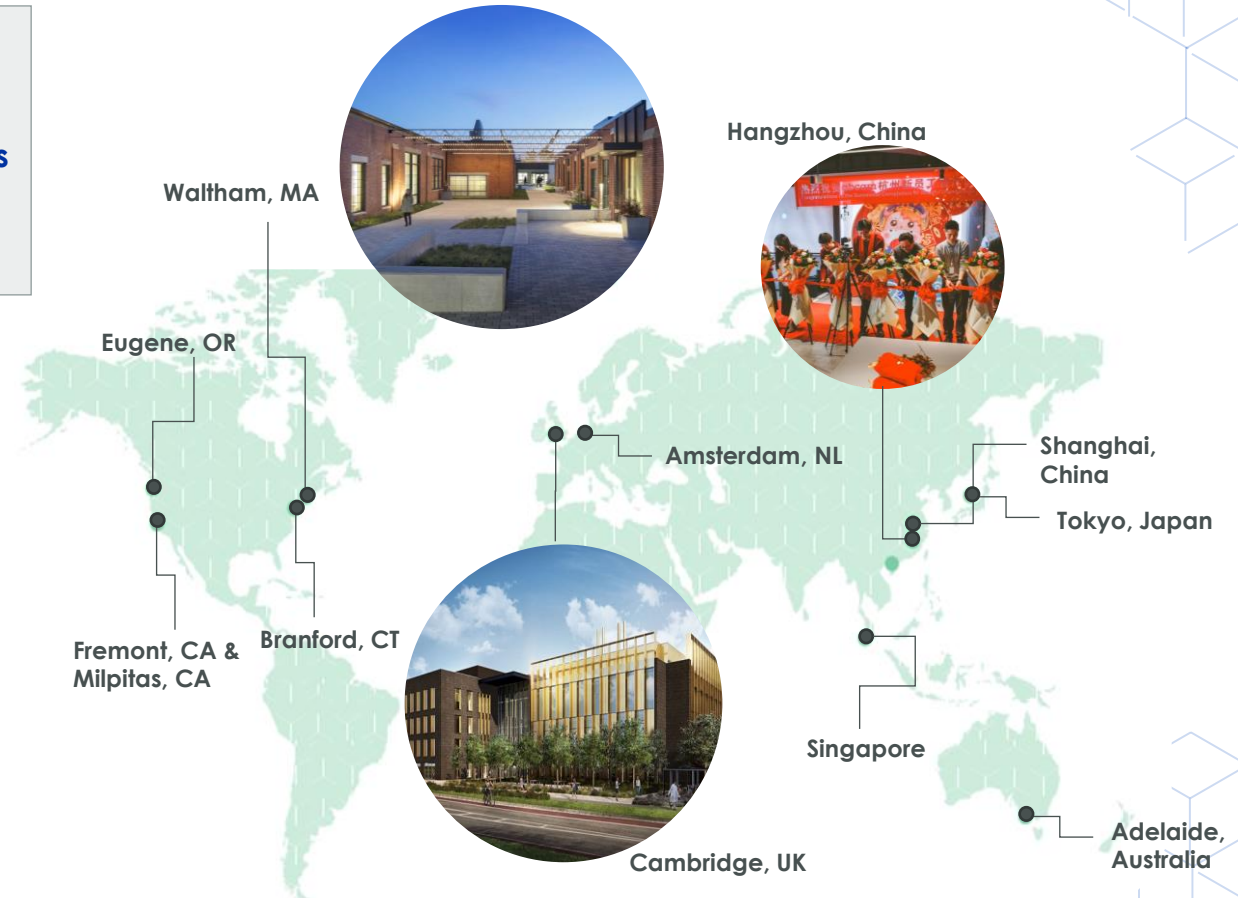 s
Hangzhou, China
Waltham, MA
Eugene, OR
Amsterdam, NL
Shanghai,
China
Tokyo, Japan
Fremont, CA &
Milpitas, CA
Branford, CT
Singapore
Cambridge, UK
Adelaide,
Australia